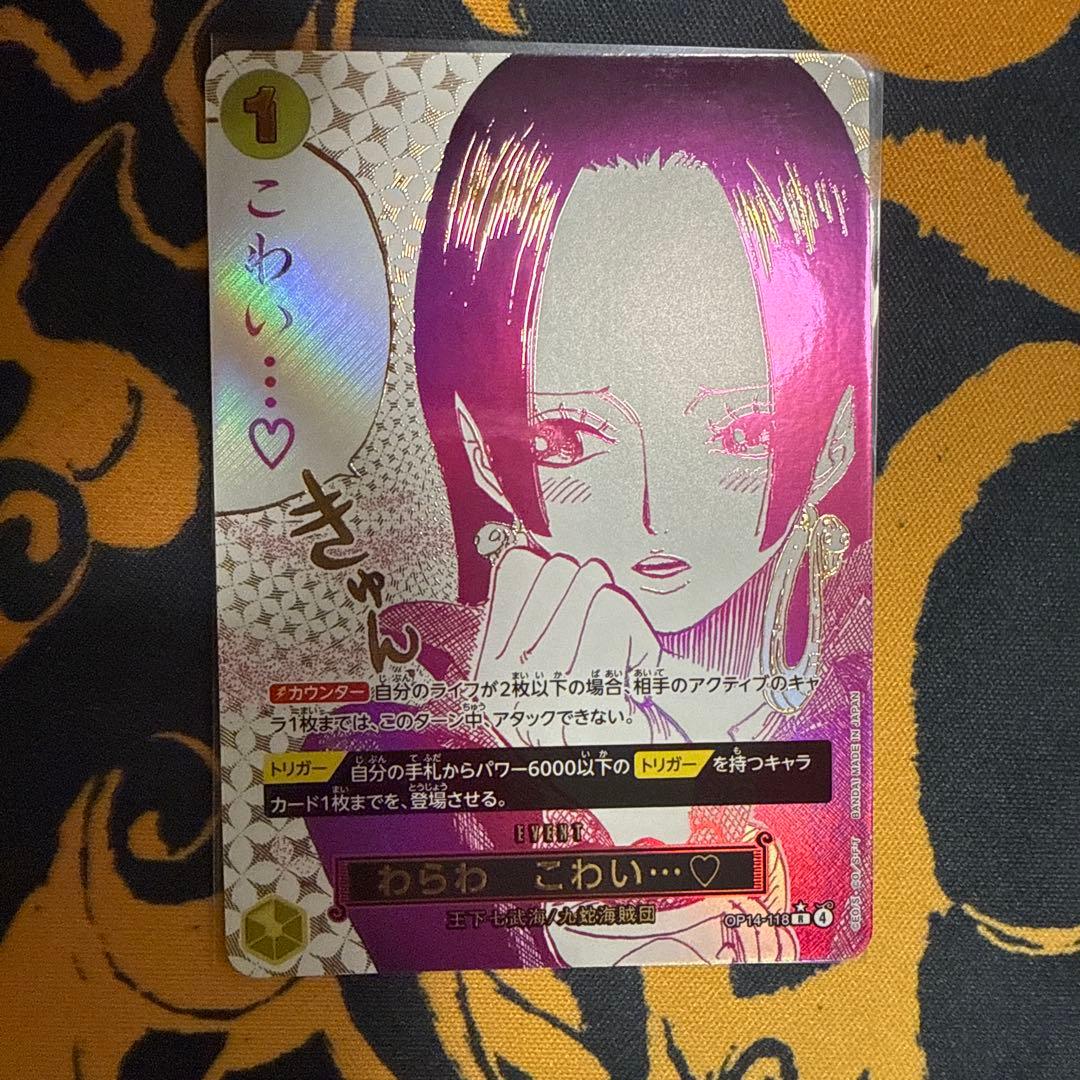 1
こわい…♡
きゅん
カウンター 自分のライフが2枚以下の場合、相手のアクティブのキャ
ラ1枚までは、このターン中、アタックできない。
トリガー 自分の手札からパワー6000以下の トリガー を持つキャラ
カード1枚までを、登場させる。
EVENT
わらわ こわい…♡
王下七武海/九蛇海賊団
OP14-118 R 4
©E.O/S.・C.O/S.・F・T BANDAI MADE IN JAPAN